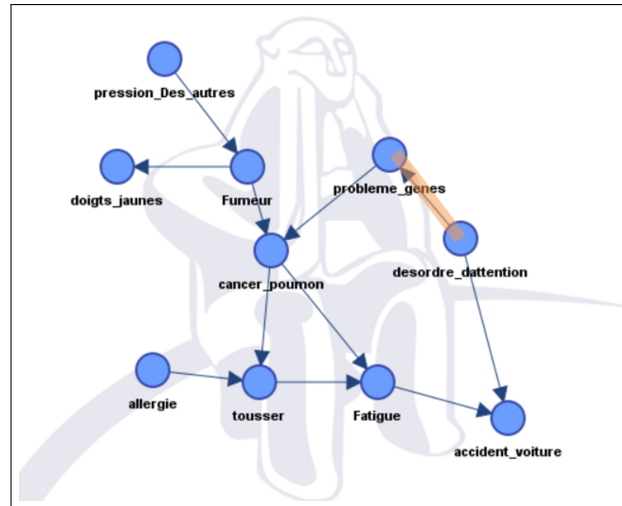 pression_Des_autres
doigts_jaunes
Fumeur
probleme_genes
desordre_dattention
cancer_poumon
allergie
tousser
Fatigue
accident_voiture